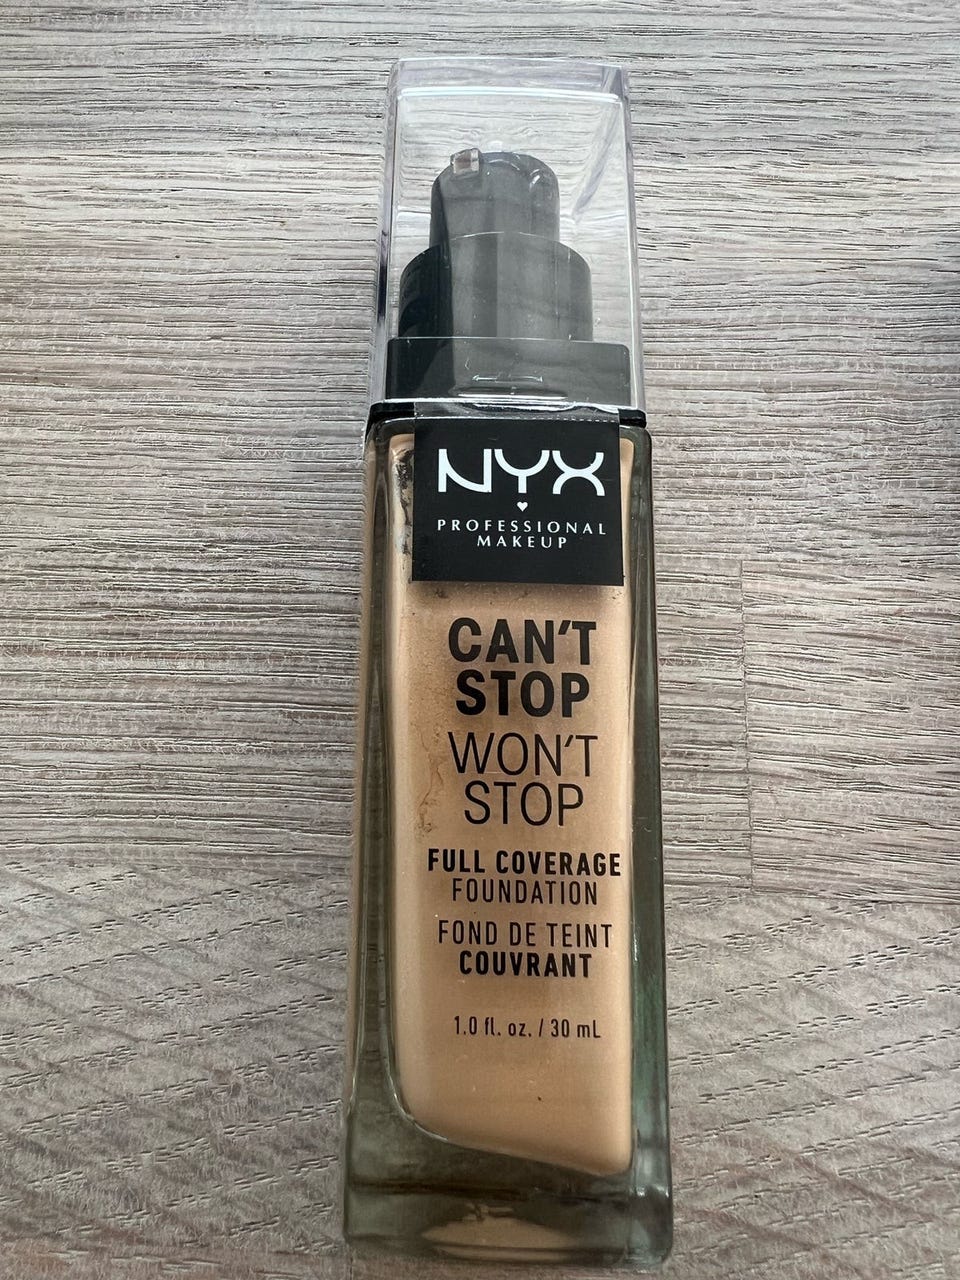 NYX
PROFESSIONAL
MAKEUP
CAN'T
STOP
WON'T
STOP
FULL COVERAGE
FOUNDATION
FOND DE TEINT
COUVRANT
1.0 fl. oz. / 30 mL